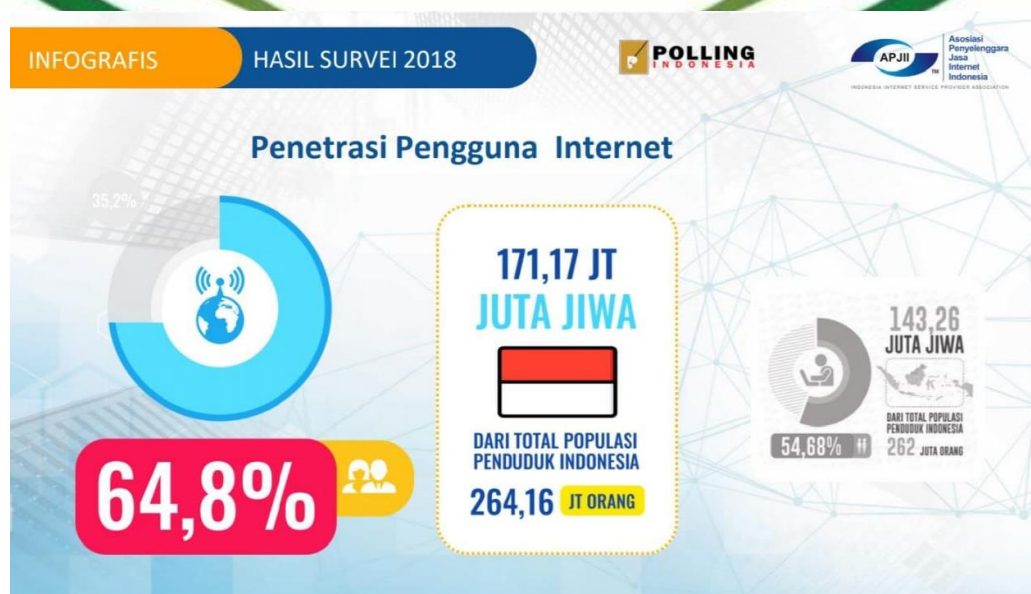 INFOGRAFIS
HASIL SURVEI 2018
POLLING
INDONESIA
APJII
TM
Asosiasi
Penyelenggara
Jasa
Internet
Indonesia
INDONESIA INTERNET SERVICE PROVIDER ASSOCIATION
Penetrasi Pengguna Internet
35,2%
64,8%
171,17 JT
JUTA JIWA
DARI TOTAL POPULASI
PENDUDUK INDONESIA
264,16 JT ORANG
143,26
JUTA JIWA
DARI TOTAL POPULASI
PENDUDUK INDONESIA
262 JUTA ORANG
54,68%